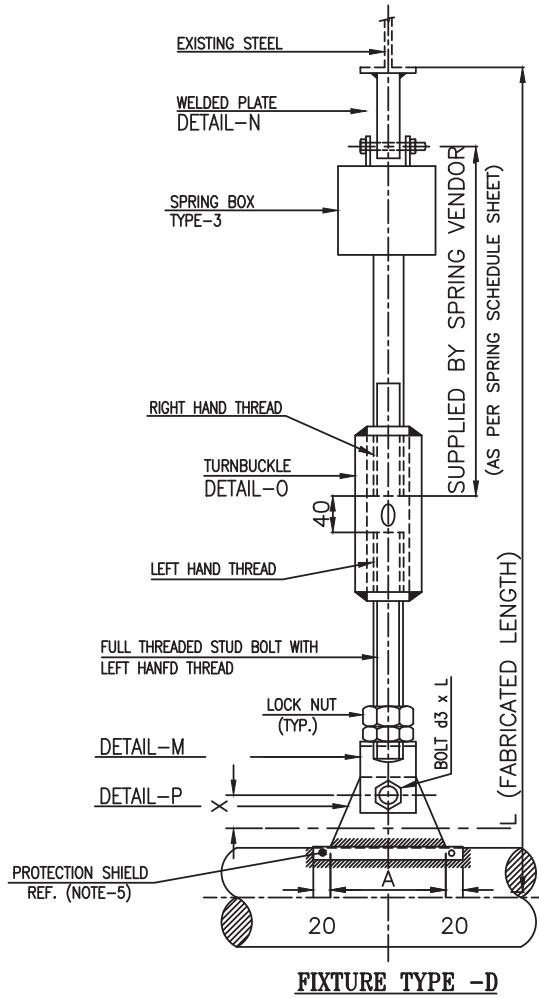 EXISTING STEEL
WELDED PLATE
DETAIL-N
SPRING BOX
TYPE-3
SUPPLIED BY SPRING VENDOR
(AS PER SPRING SCHEDULE SHEET)
RIGHT HAND THREAD
TURNBUCKLE
DETAIL-O
40
LEFT HAND THREAD
L (FABRICATED LENGTH)
FULL THREADED STUD BOLT WITH
LEFT HANFD THREAD
LOCK NUT
(TYP.)
BOLT d3 x L
DETAIL-M
DETAIL-P
X
PROTECTION SHIELD
REF. (NOTE-5)
A
20
20
FIXTURE TYPE -D